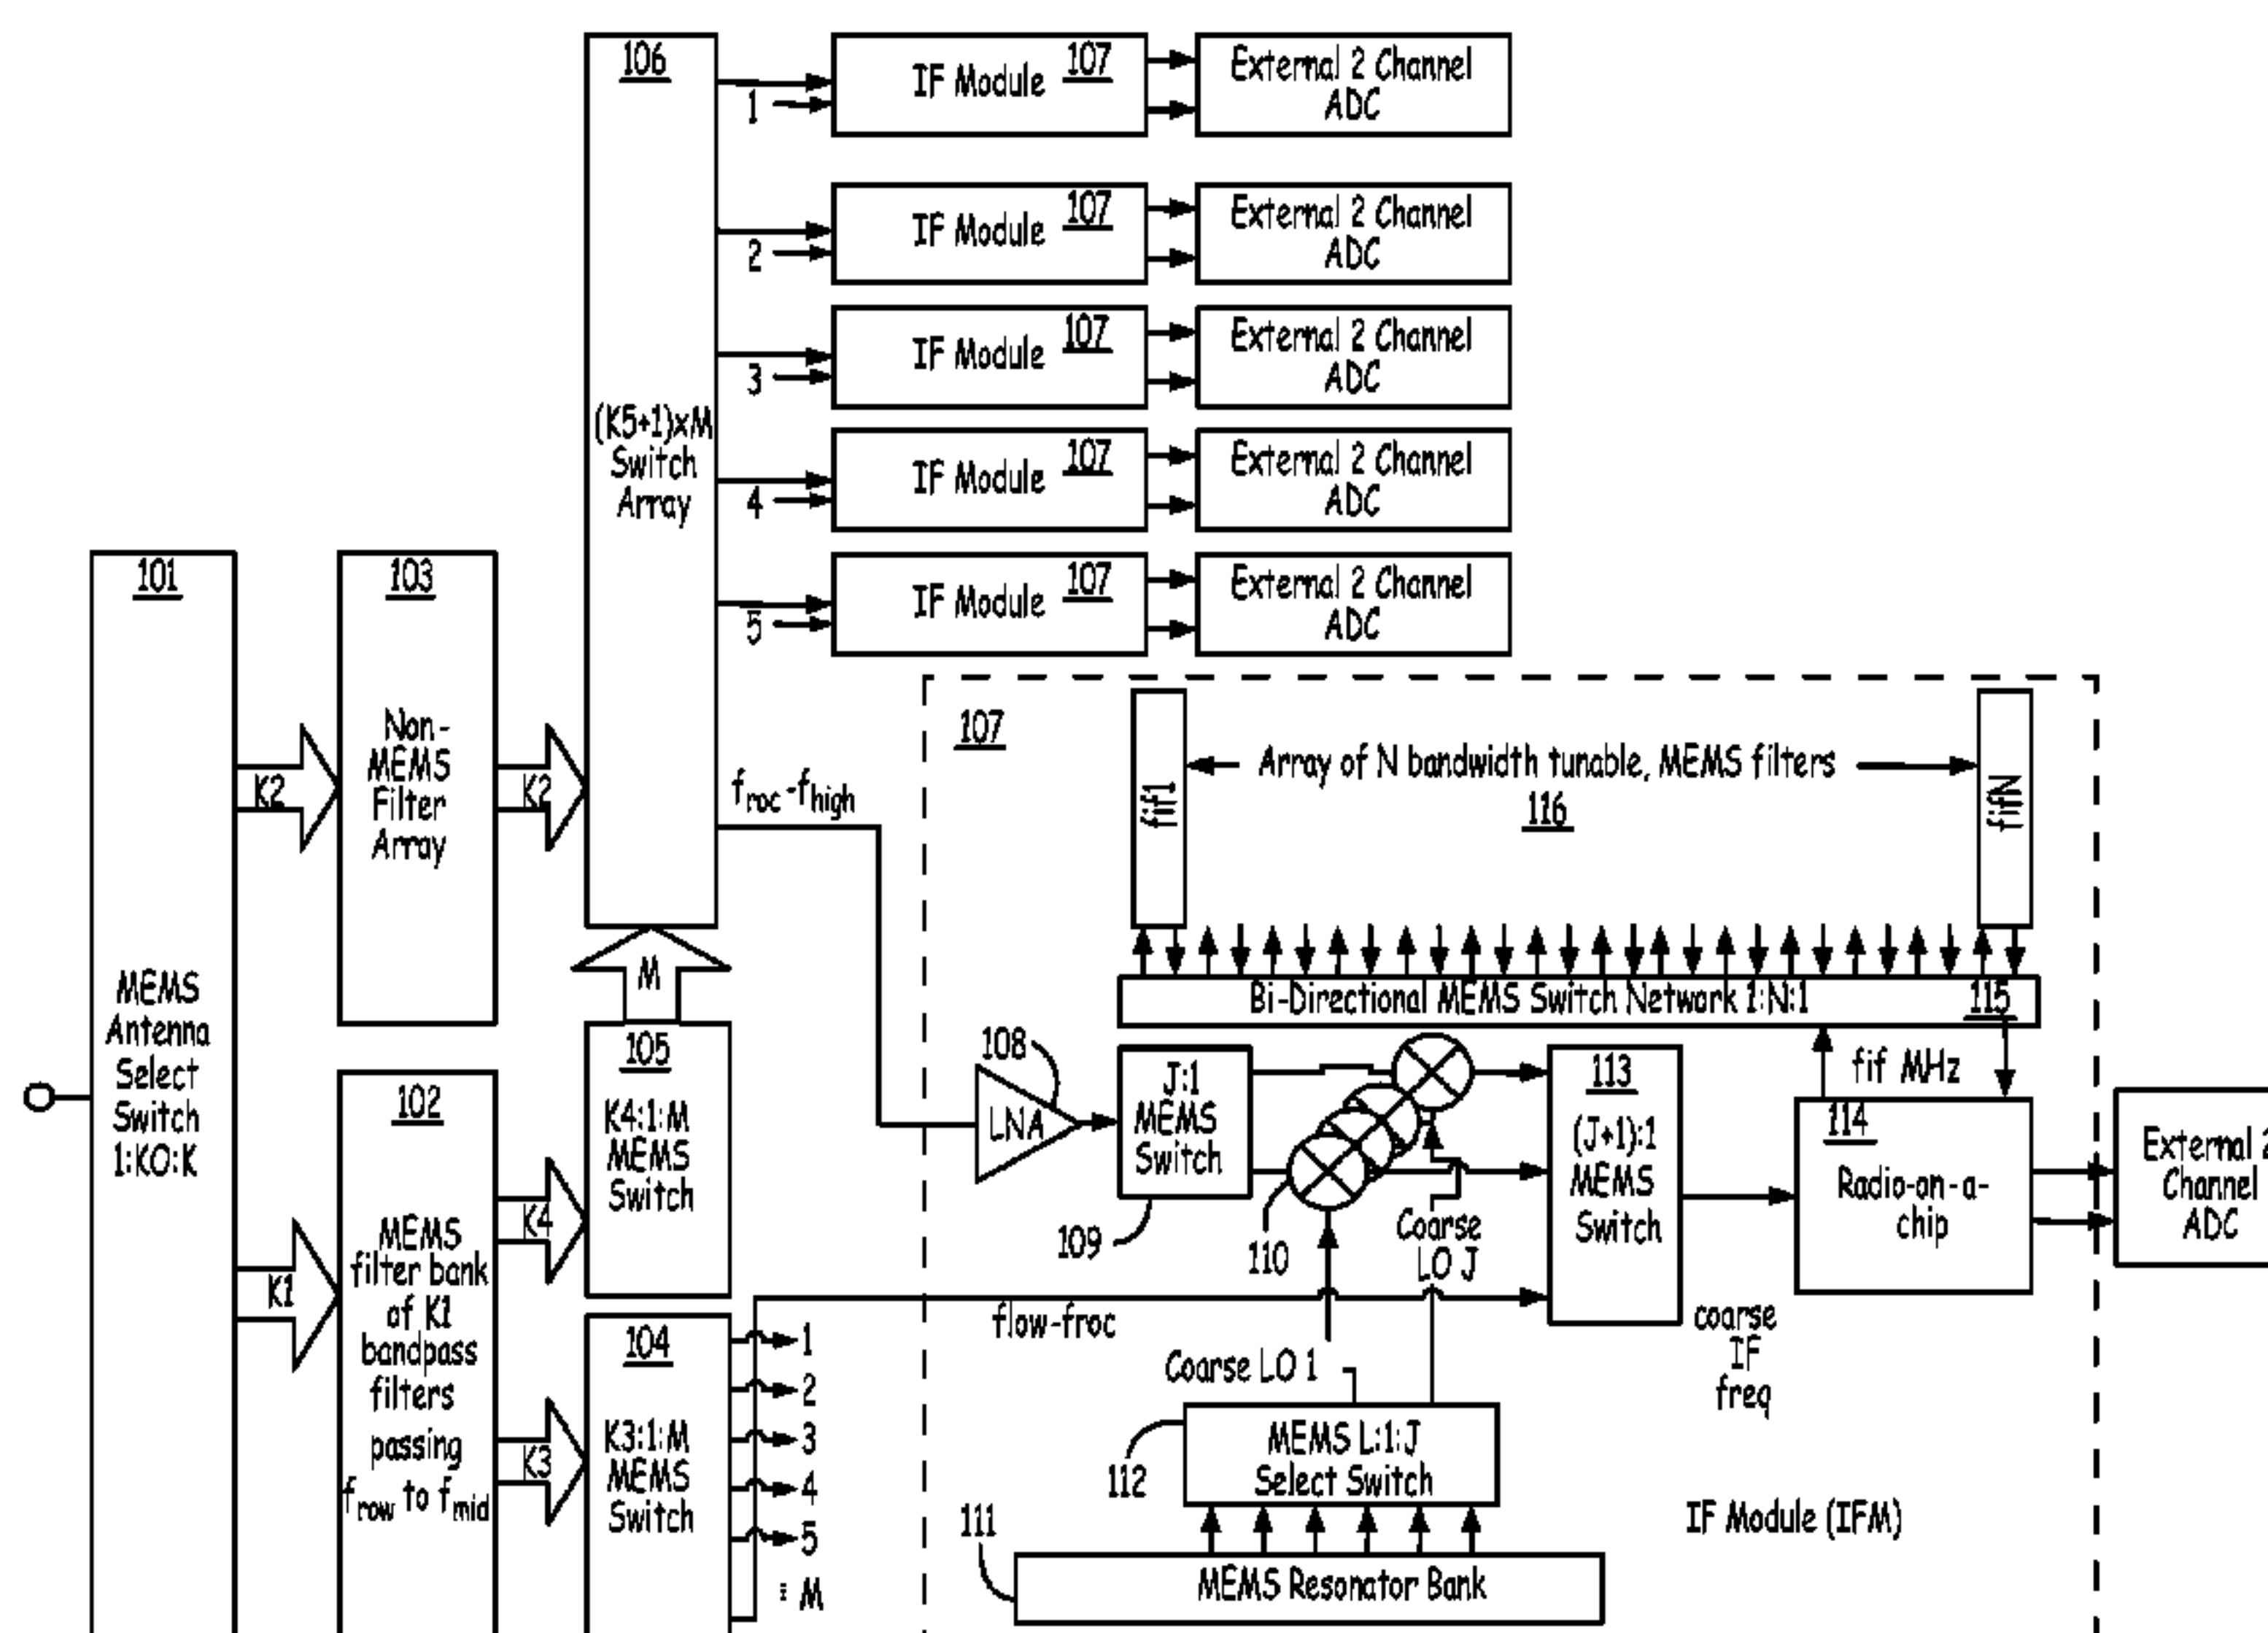 106
(K5+1)xM
Switch
Array
1
IF Module 107
External 2 Channel
ADC
2
IF Module 107
External 2 Channel
ADC
3
IF Module 107
External 2 Channel
ADC
4
IF Module 107
External 2 Channel
ADC
5
IF Module 107
External 2 Channel
ADC
101
MEMS
Antenna
Select
Switch
1:KO:K
K2
103
Non-
MEMS
Filter
Array
K2
froc-fhigh
K1
102
MEMS
filter bank
of K1
bandpass
filters
passing
frow to fmid
M
105
K4:1:M
MEMS
Switch
K4
K3
104
K3:1:M
MEMS
Switch
1
2
3
4
5
: M
107
fif1
Array of N bandwidth tunable, MEMS filters
116
fifN
Bi-Directional MEMS Switch Network 1:N:1
115
108
LNA
J:1
MEMS
Switch
109
110
Coarse
LO J
113
(J+1):1
MEMS
Switch
fif MHz
114
Radio-on-a-
chip
External 2
Channel
ADC
flow-froc
coarse
IF
freq
Coarse LO 1
112
MEMS L:1:J
Select Switch
111
MEMS Resonator Bank
IF Module (IFM)